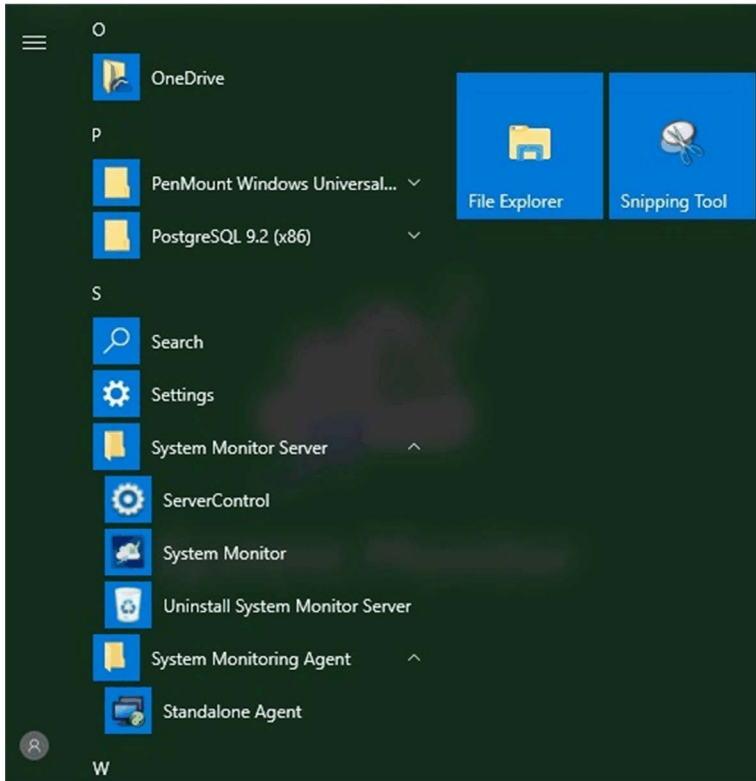 O
OneDrive
P
PenMount Windows Universal...
PostgreSQL 9.2 (x86)
S
Search
Settings
System Monitor Server
ServerControl
System Monitor
Uninstall System Monitor Server
System Monitoring Agent
Standalone Agent
W
File Explorer
Snipping Tool